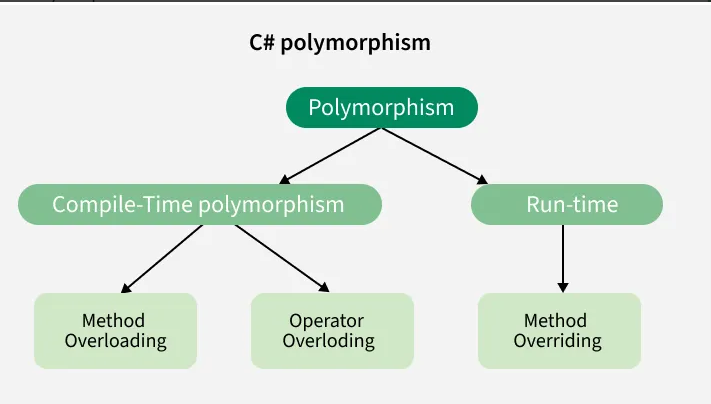 C# polymorphism
Polymorphism
Compile-Time polymorphism
Run-time
Method
Overloading
Operator
Overloding
Method
Overriding